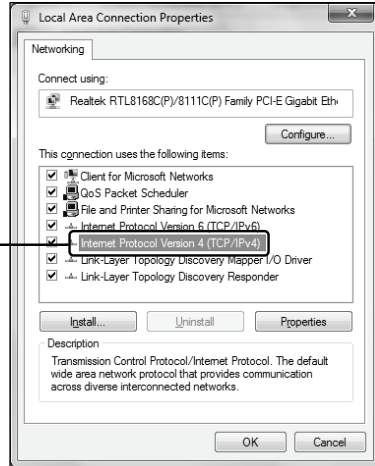 Local Area Connection Properties
Networking
Connect using:
Realtek RTL8168C(P)/8111C(P) Family PCI-E Gigabit Eth
Configure...
This connection uses the following items:
Client for Microsoft Networks
QoS Packet Scheduler
File and Printer Sharing for Microsoft Networks
Internet Protocol Version 6 (TCP/IPv6)
Internet Protocol Version 4 (TCP/IPv4)
Link-Layer Topology Discovery Mapper I/O Driver
Link-Layer Topology Discovery Responder
Install... Uninstall Properties
Description
Transmission Control Protocol/Internet Protocol. The default
wide area network protocol that provides communication
across diverse interconnected networks.
OK Cancel